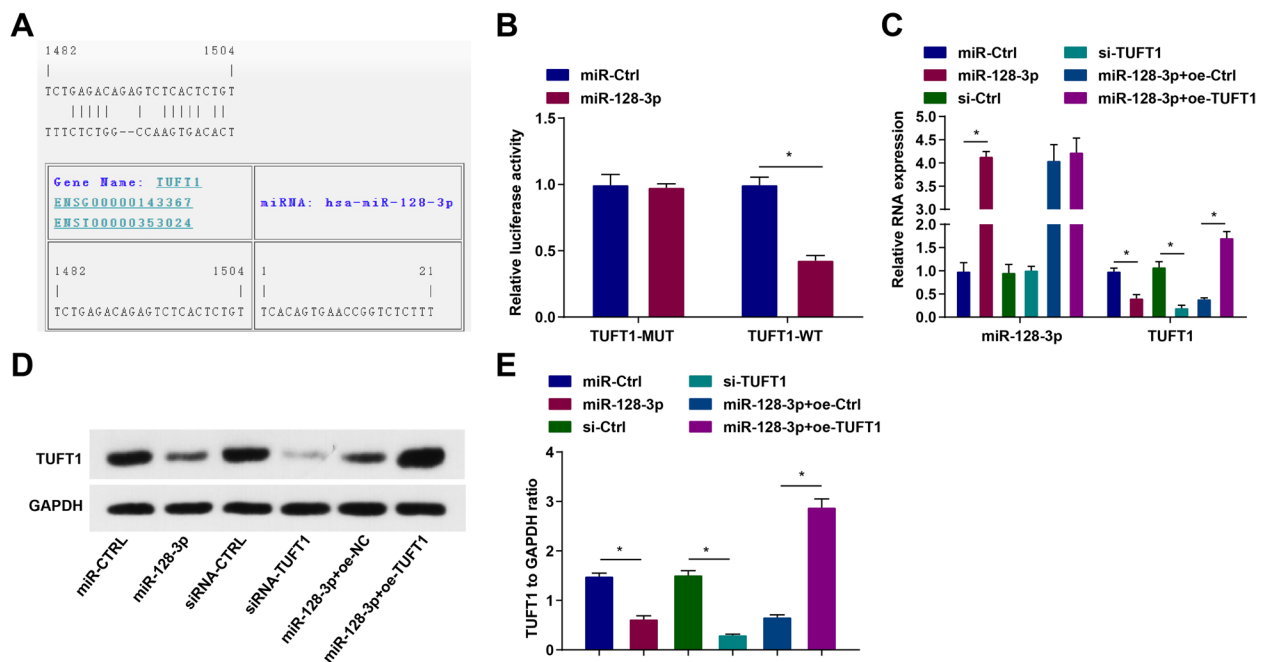 A
1482 1504
| |
TCTGAGACAGAGTCTCACTCTGT
||||| | ||||| ||
TTTCTCTGG--CCAAGTGACACT
Gene Name: TUFT1
ENSG00000143367
ENST00000353024
miRNA: hsa-miR-128-3p
1482 1504
| |
TCTGAGACAGAGTCTCACTCTGT
1 21
| |
TCACAGTGAACCGGTCTCTTT
B
miR-Ctrl
miR-128-3p
Relative luciferase activity
1.5
1.0
0.5
0.0
*
TUFT1-MUT TUFT1-WT
C
miR-Ctrl
miR-128-3p
si-Ctrl
si-TUFT1
miR-128-3p+oe-Ctrl
miR-128-3p+oe-TUFT1
Relative RNA expression
5.0
4.5
4.0
3.5
3.0
2.0
1.5
1.0
0.5
0.0
*
*
*
*
miR-128-3p TUFT1
D
TUFT1
GAPDH
miR-CTRL
miR-128-3p
siRNA-CTRL
siRNA-TUFT1
miR-128-3p+oe-NC
miR-128-3p+oe-TUFT1
E
miR-Ctrl
miR-128-3p
si-Ctrl
si-TUFT1
miR-128-3p+oe-Ctrl
miR-128-3p+oe-TUFT1
TUFT1 to GAPDH ratio
4
3
2
1
0
*
*
*